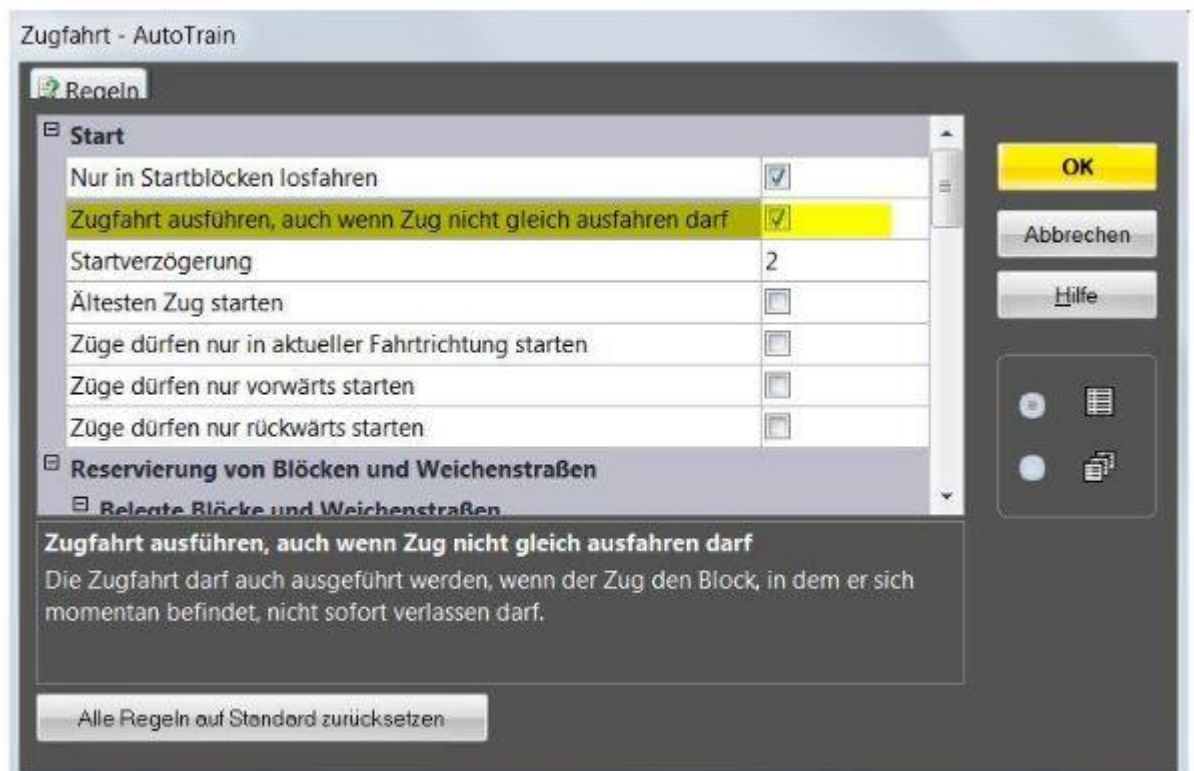 Zugfahrt - AutoTrain
Regeln
Start
Nur in Startblöcken losfahren
Zugfahrt ausführen, auch wenn Zug nicht gleich ausfahren darf
Startverzögerung 2
Ältesten Zug starten
Züge dürfen nur in aktueller Fahrtrichtung starten
Züge dürfen nur vorwärts starten
Züge dürfen nur rückwärts starten
Reservierung von Blöcken und Weichenstraßen
Belegte Blöcke und Weichenstraßen
Zugfahrt ausführen, auch wenn Zug nicht gleich ausfahren darf
Die Zugfahrt darf auch ausgeführt werden, wenn der Zug den Block, in dem er sich
momentan befindet, nicht sofort verlassen darf.
Alle Regeln auf Standard zurücksetzen
OK
Abbrechen
Hilfe